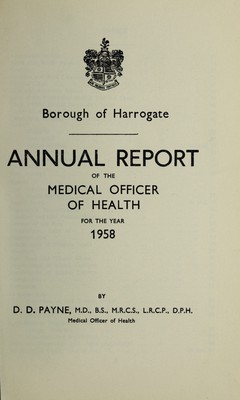 Borough of Harrogate
ANNUAL REPORT
OF THE
MEDICAL OFFICER
OF HEALTH
FOR THE YEAR
1958
BY
D. D. PAYNE, M.D., B.S., M.R.C.S., L.R.C.P., D.P.H.
Medical Officer of Health